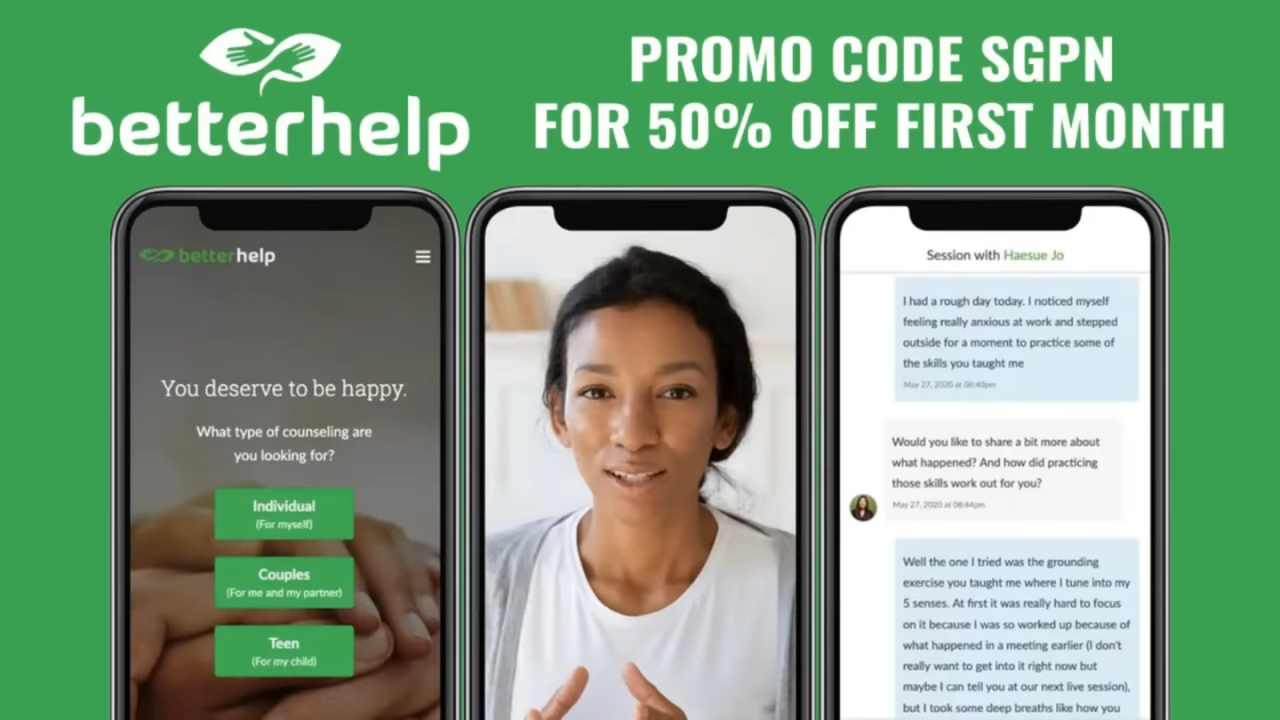 betterhelp
PROMO CODE SGPN
FOR 50% OFF FIRST MONTH
betterhelp
You deserve to be happy.
What type of counseling are
you looking for?
Individual
(For myself)
Couples
(For me and my partner)
Teen
(For my child)
Session with Haesue Jo
I had a rough day today. I noticed myself
feeling really anxious at work and stepped
outside for a moment to practice some of
the skills you taught me
May 27, 2020 at 08:40pm
Would you like to share a bit more about
what happened? And how did practicing
those skills work out for you?
May 27, 2020 at 08:44pm
Well the one I tried was the grounding
exercise you taught me where I tune into my
5 senses. At first it was really hard to focus
on it because I was so worked up because of
what happened in a meeting earlier (I don't
really want to get into it right now but
maybe I can tell you at our next live session),
but I took some deep breaths like how you